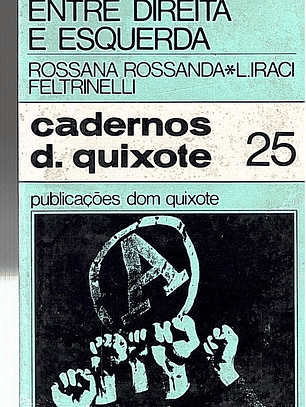 ENTRE DIREITA
E ESQUERDA
ROSSANA ROSSANDA*L.IRACI
FELTRINELLI
cadernos
d. quixote 25
publicações dom quixote
A